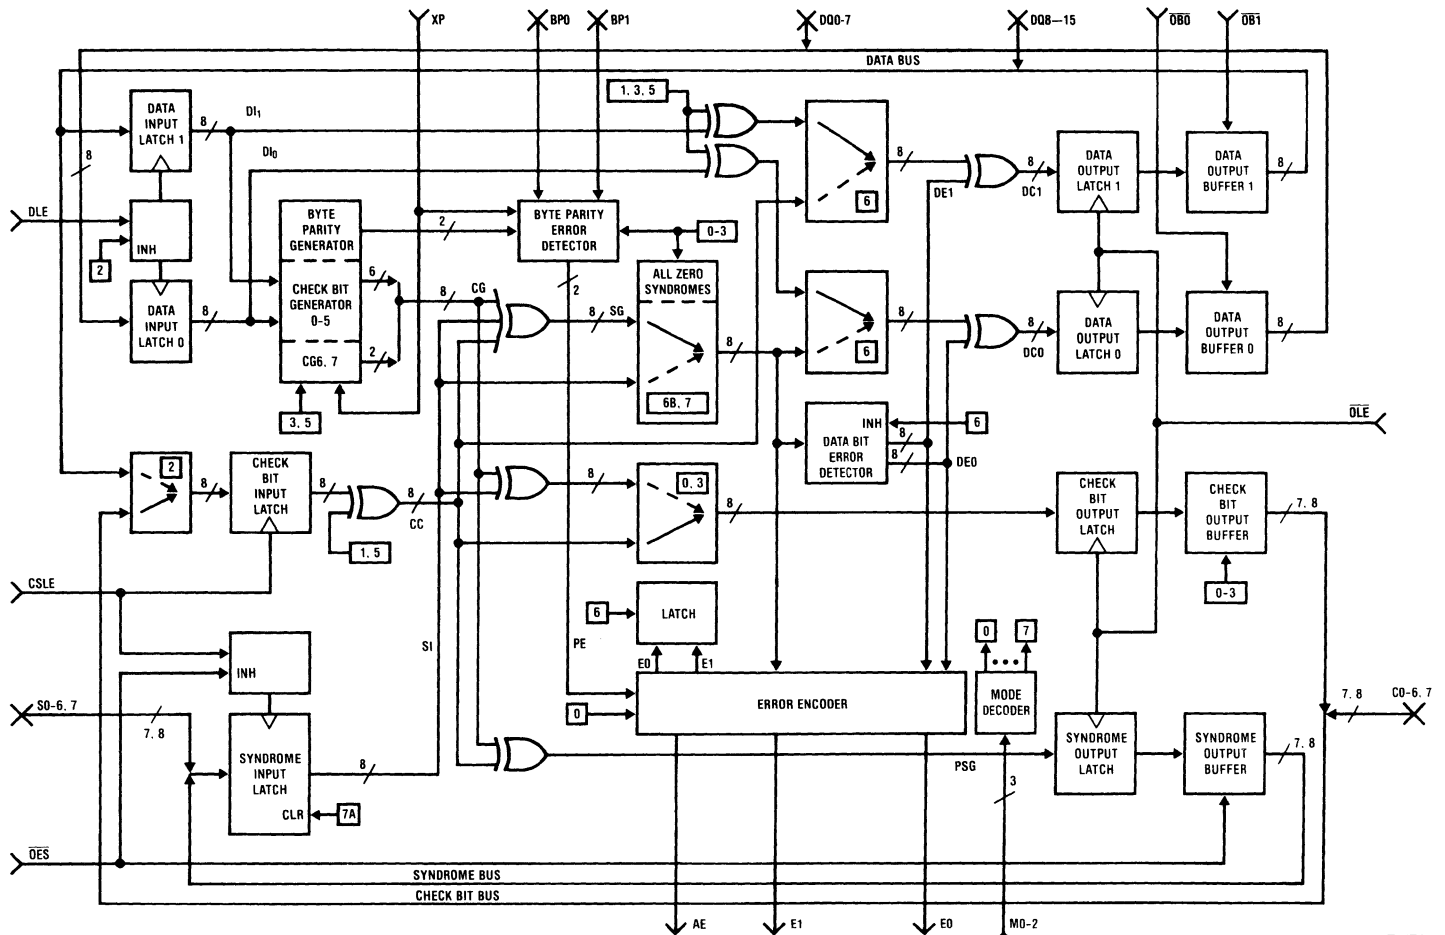 XP
BP0
BP1
DQ0-7
DQ8—15
OB0
OB1
DATA BUS
1, 3, 5
DATA
INPUT
LATCH 1
8
DI1
8
DI0
8
DE1
8
DC1
DATA
OUTPUT
LATCH 1
DATA
OUTPUT
BUFFER 1
8
6
DLE
INH
2
BYTE
PARITY
GENERATOR
2
BYTE PARITY
ERROR
DETECTOR
0-3
2
CHECK BIT
GENERATOR
0-5
6
8
CG
CG6, 7
2
3, 5
DATA
INPUT
LATCH 0
8
8
SG
ALL ZERO
SYNDROMES
6B, 7
8
6
8
8
DC0
DATA
OUTPUT
LATCH 0
DATA
OUTPUT
BUFFER 0
8
OLE
INH
6
DATA BIT
ERROR
DETECTOR
8
8
DE0
2
8
CHECK
BIT
INPUT
LATCH
8
8
CC
1, 5
8
0, 3
8
CHECK
BIT
OUTPUT
LATCH
CHECK
BIT
OUTPUT
BUFFER
7, 8
0-3
CSLE
INH
SI
PE
6
LATCH
E0
E1
0
7
S0-6, 7
7, 8
SYNDROME
INPUT
LATCH
CLR
7A
8
0
ERROR ENCODER
MODE
DECODER
3
PSG
SYNDROME
OUTPUT
LATCH
SYNDROME
OUTPUT
BUFFER
7, 8
7, 8
C0-6, 7
OES
SYNDROME BUS
CHECK BIT BUS
AE
E1
E0
M0-2